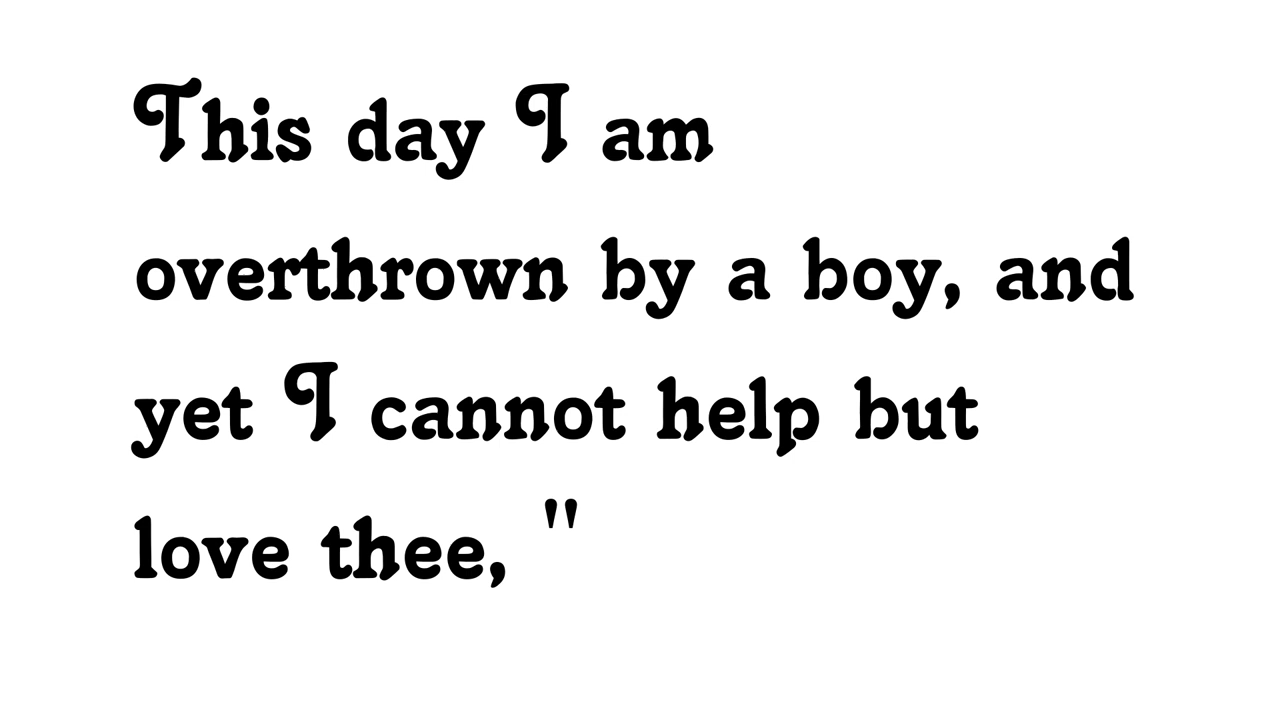 This day I am
overthrown by a boy, and
yet I cannot help but
love thee, "